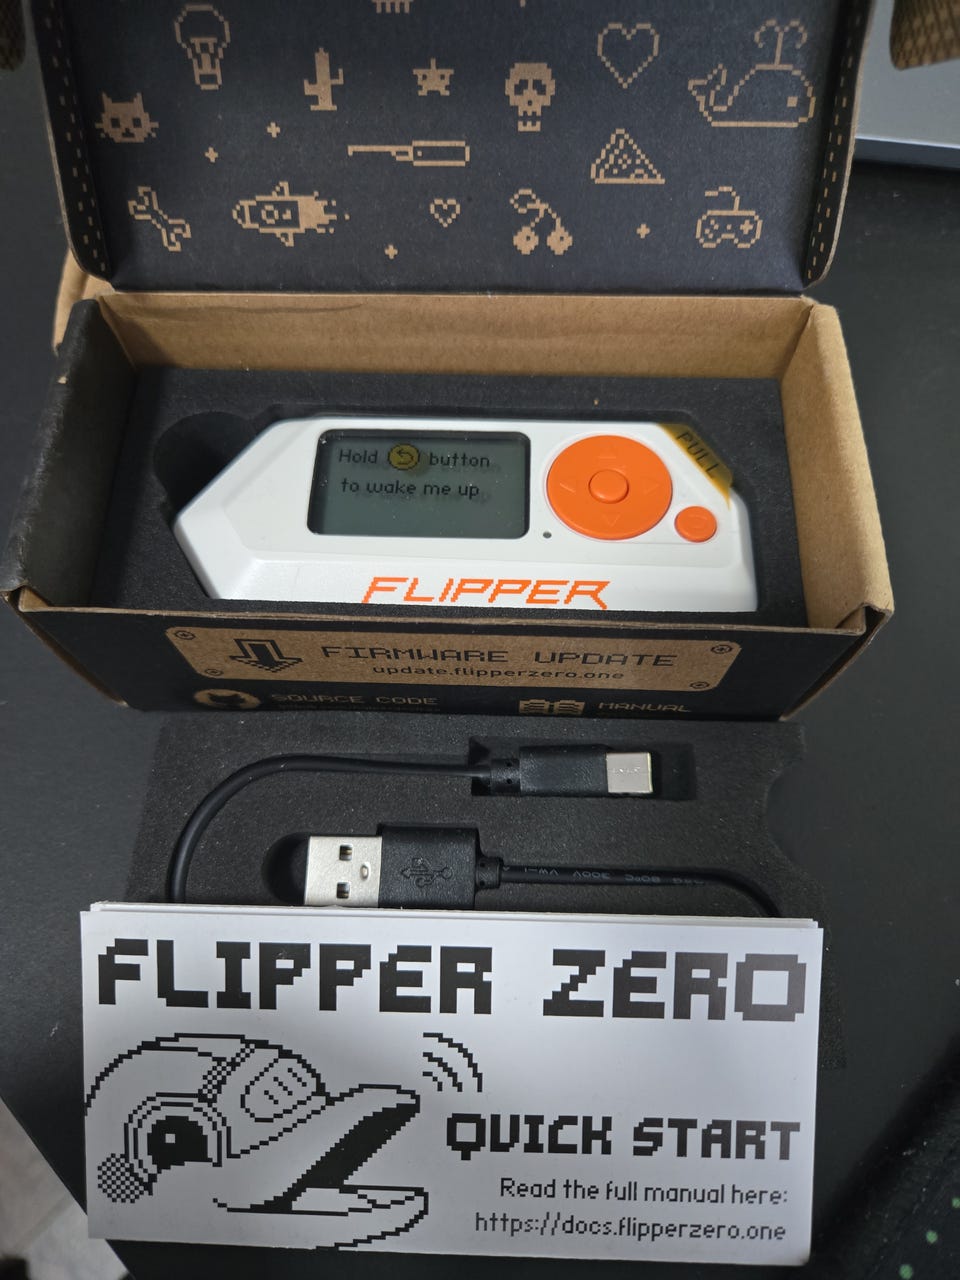 Hold button
to wake me up
PULL
FLIPPER
FIRMWARE UPDATE
update.flipperzero.one
SOURCE CODE
MANUAL
FLIPPER ZERO
QUICK START
Read the full manual here:
https://docs.flipperzero.one